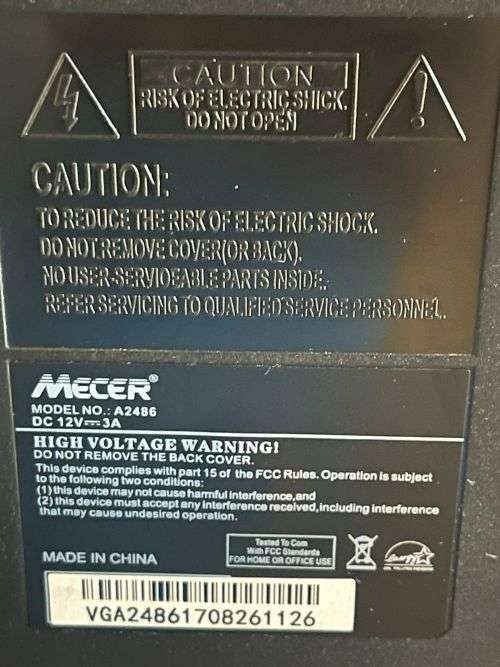 CAUTION
RISK OF ELECTRIC SHICK.
DO NOT OPEN
CAUTION:
TO REDUCE THE RISK OF ELECTRIC SHOCK.
DO NOT REMOVE COVER(OR BACK).
NO USER-SERVIOEABLE PARTS INSIDE.
REFER SERVICING TO QUALIFIED SERVICE PERSONNEL.
MECER®
MODEL NO.: A2486
DC 12V⎓3A
HIGH VOLTAGE WARNING!
DO NOT REMOVE THE BACK COVER.
This device complies with part 15 of the FCC Rules. Operation is subject
to the following two conditions:
(1)this device may not cause harmful interference,and
(2)this device must accept any interference received,including interference
that may cause undesired operation.
Tested To Com
With FCC Standards
FOR HOME OR OFFICE USE
MADE IN CHINA
VGA24861708261126